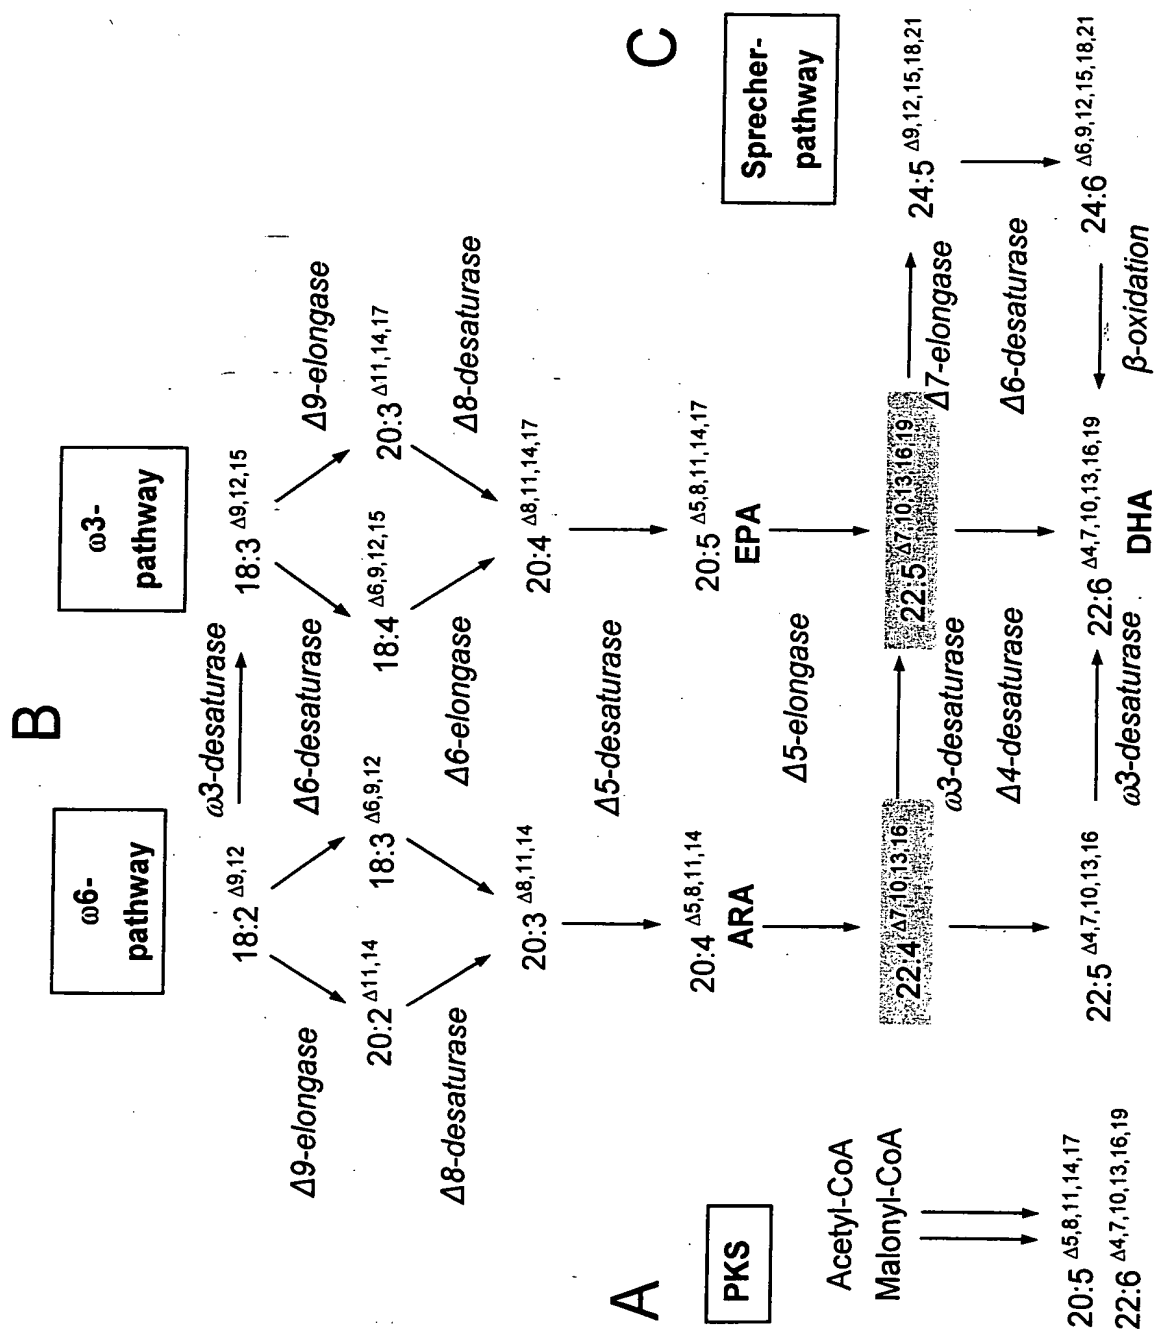 A
PKS
Acetyl-CoA
Malonyl-CoA
20:5 Δ5,8,11,14,17
22:6 Δ4,7,10,13,16,19
B
ω6-
pathway
ω3-
pathway
18:2 Δ9,12
ω3-desaturase
18:3 Δ9,12,15
Δ9-elongase
Δ6-desaturase
Δ9-elongase
20:2 Δ11,14
18:3 Δ6,9,12
18:4 Δ6,9,12,15
20:3 Δ11,14,17
Δ8-desaturase
Δ6-elongase
Δ8-desaturase
20:3 Δ8,11,14
20:4 Δ8,11,14,17
Δ5-desaturase
20:4 Δ5,8,11,14
ARA
20:5 Δ5,8,11,14,17
EPA
Δ5-elongase
22:4 Δ7,10,13,16
22:5 Δ7,10,13,16,19
ω3-desaturase
Δ4-desaturase
22:5 Δ4,7,10,13,16
ω3-desaturase
22:6 Δ4,7,10,13,16,19
DHA
C
Sprecher-
pathway
24:5 Δ9,12,15,18,21
Δ7-elongase
Δ6-desaturase
24:6 Δ6,9,12,15,18,21
β-oxidation